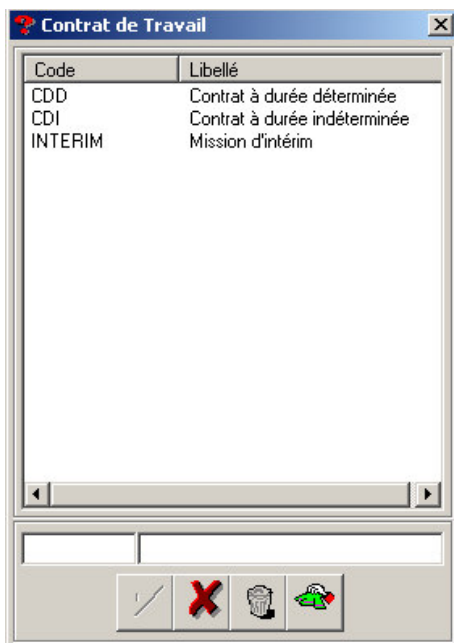 Contrat de Travail
Code Libellé
CDD Contrat à durée déterminée
CDI Contrat à durée indéterminée
INTERIM Mission d'intérim